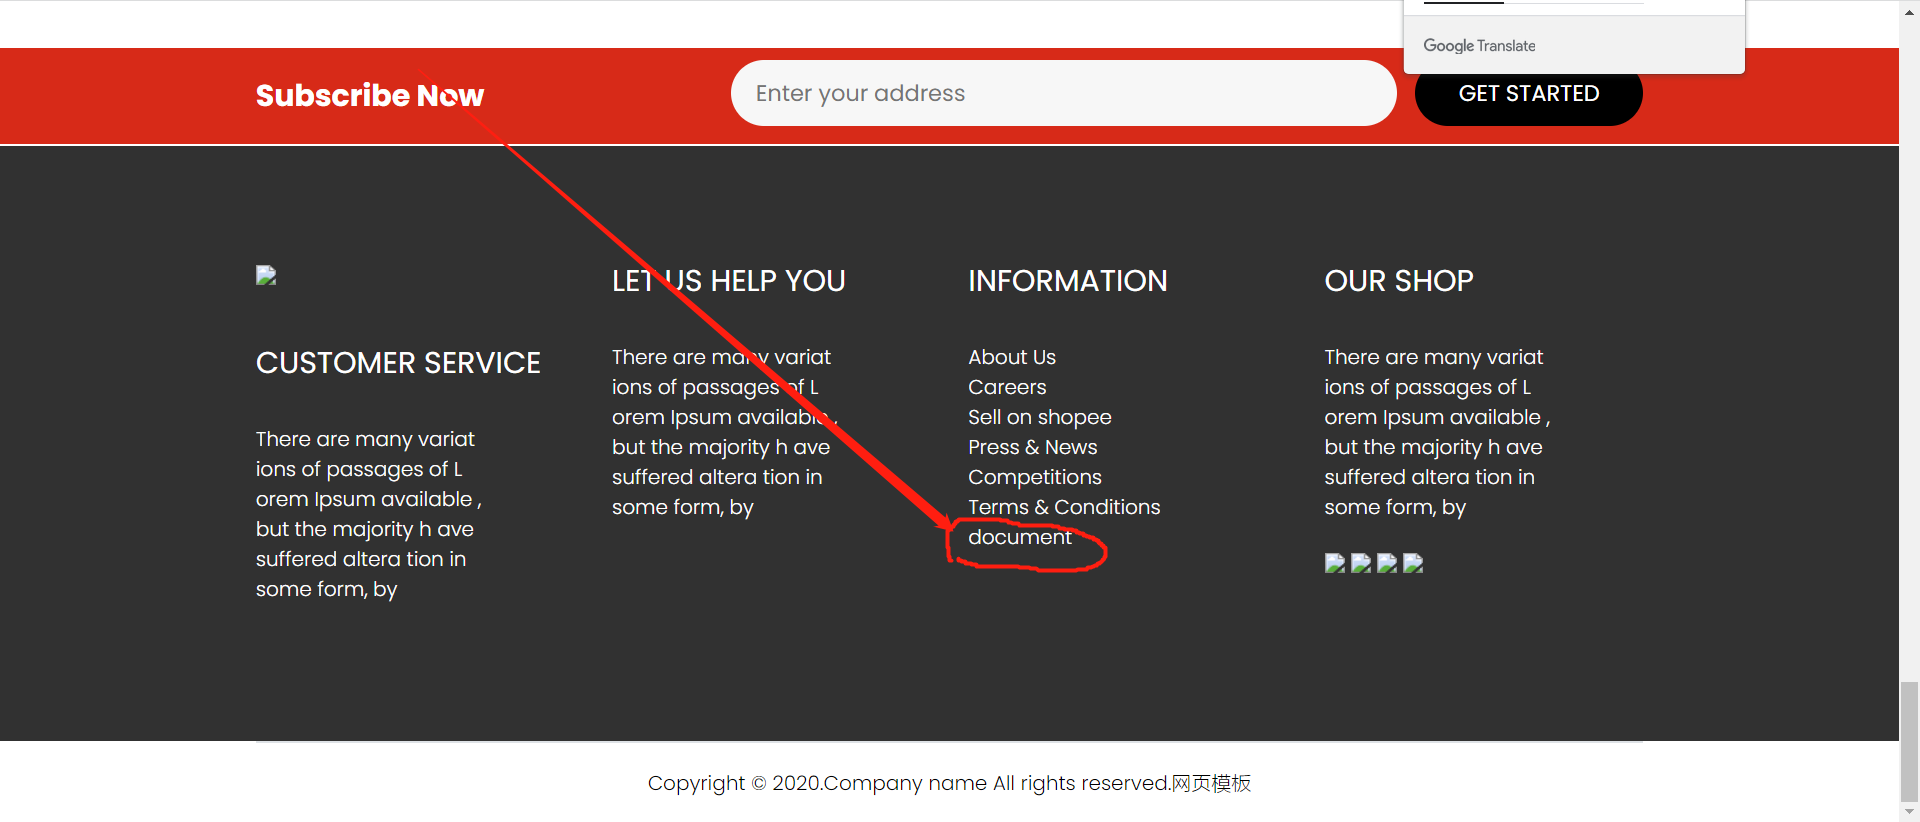 Google Translate
Subscribe Now
Enter your address
GET STARTED
CUSTOMER SERVICE
There are many variat
ions of passages of L
orem Ipsum available ,
but the majority h ave
suffered altera tion in
some form, by
LET US HELP YOU
There are many variat
ions of passages of L
orem Ipsum available ,
but the majority h ave
suffered altera tion in
some form, by
INFORMATION
About Us
Careers
Sell on shopee
Press & News
Competitions
Terms & Conditions
document
OUR SHOP
There are many variat
ions of passages of L
orem Ipsum available ,
but the majority h ave
suffered altera tion in
some form, by
Copyright © 2020.Company name All rights reserved.网页模板